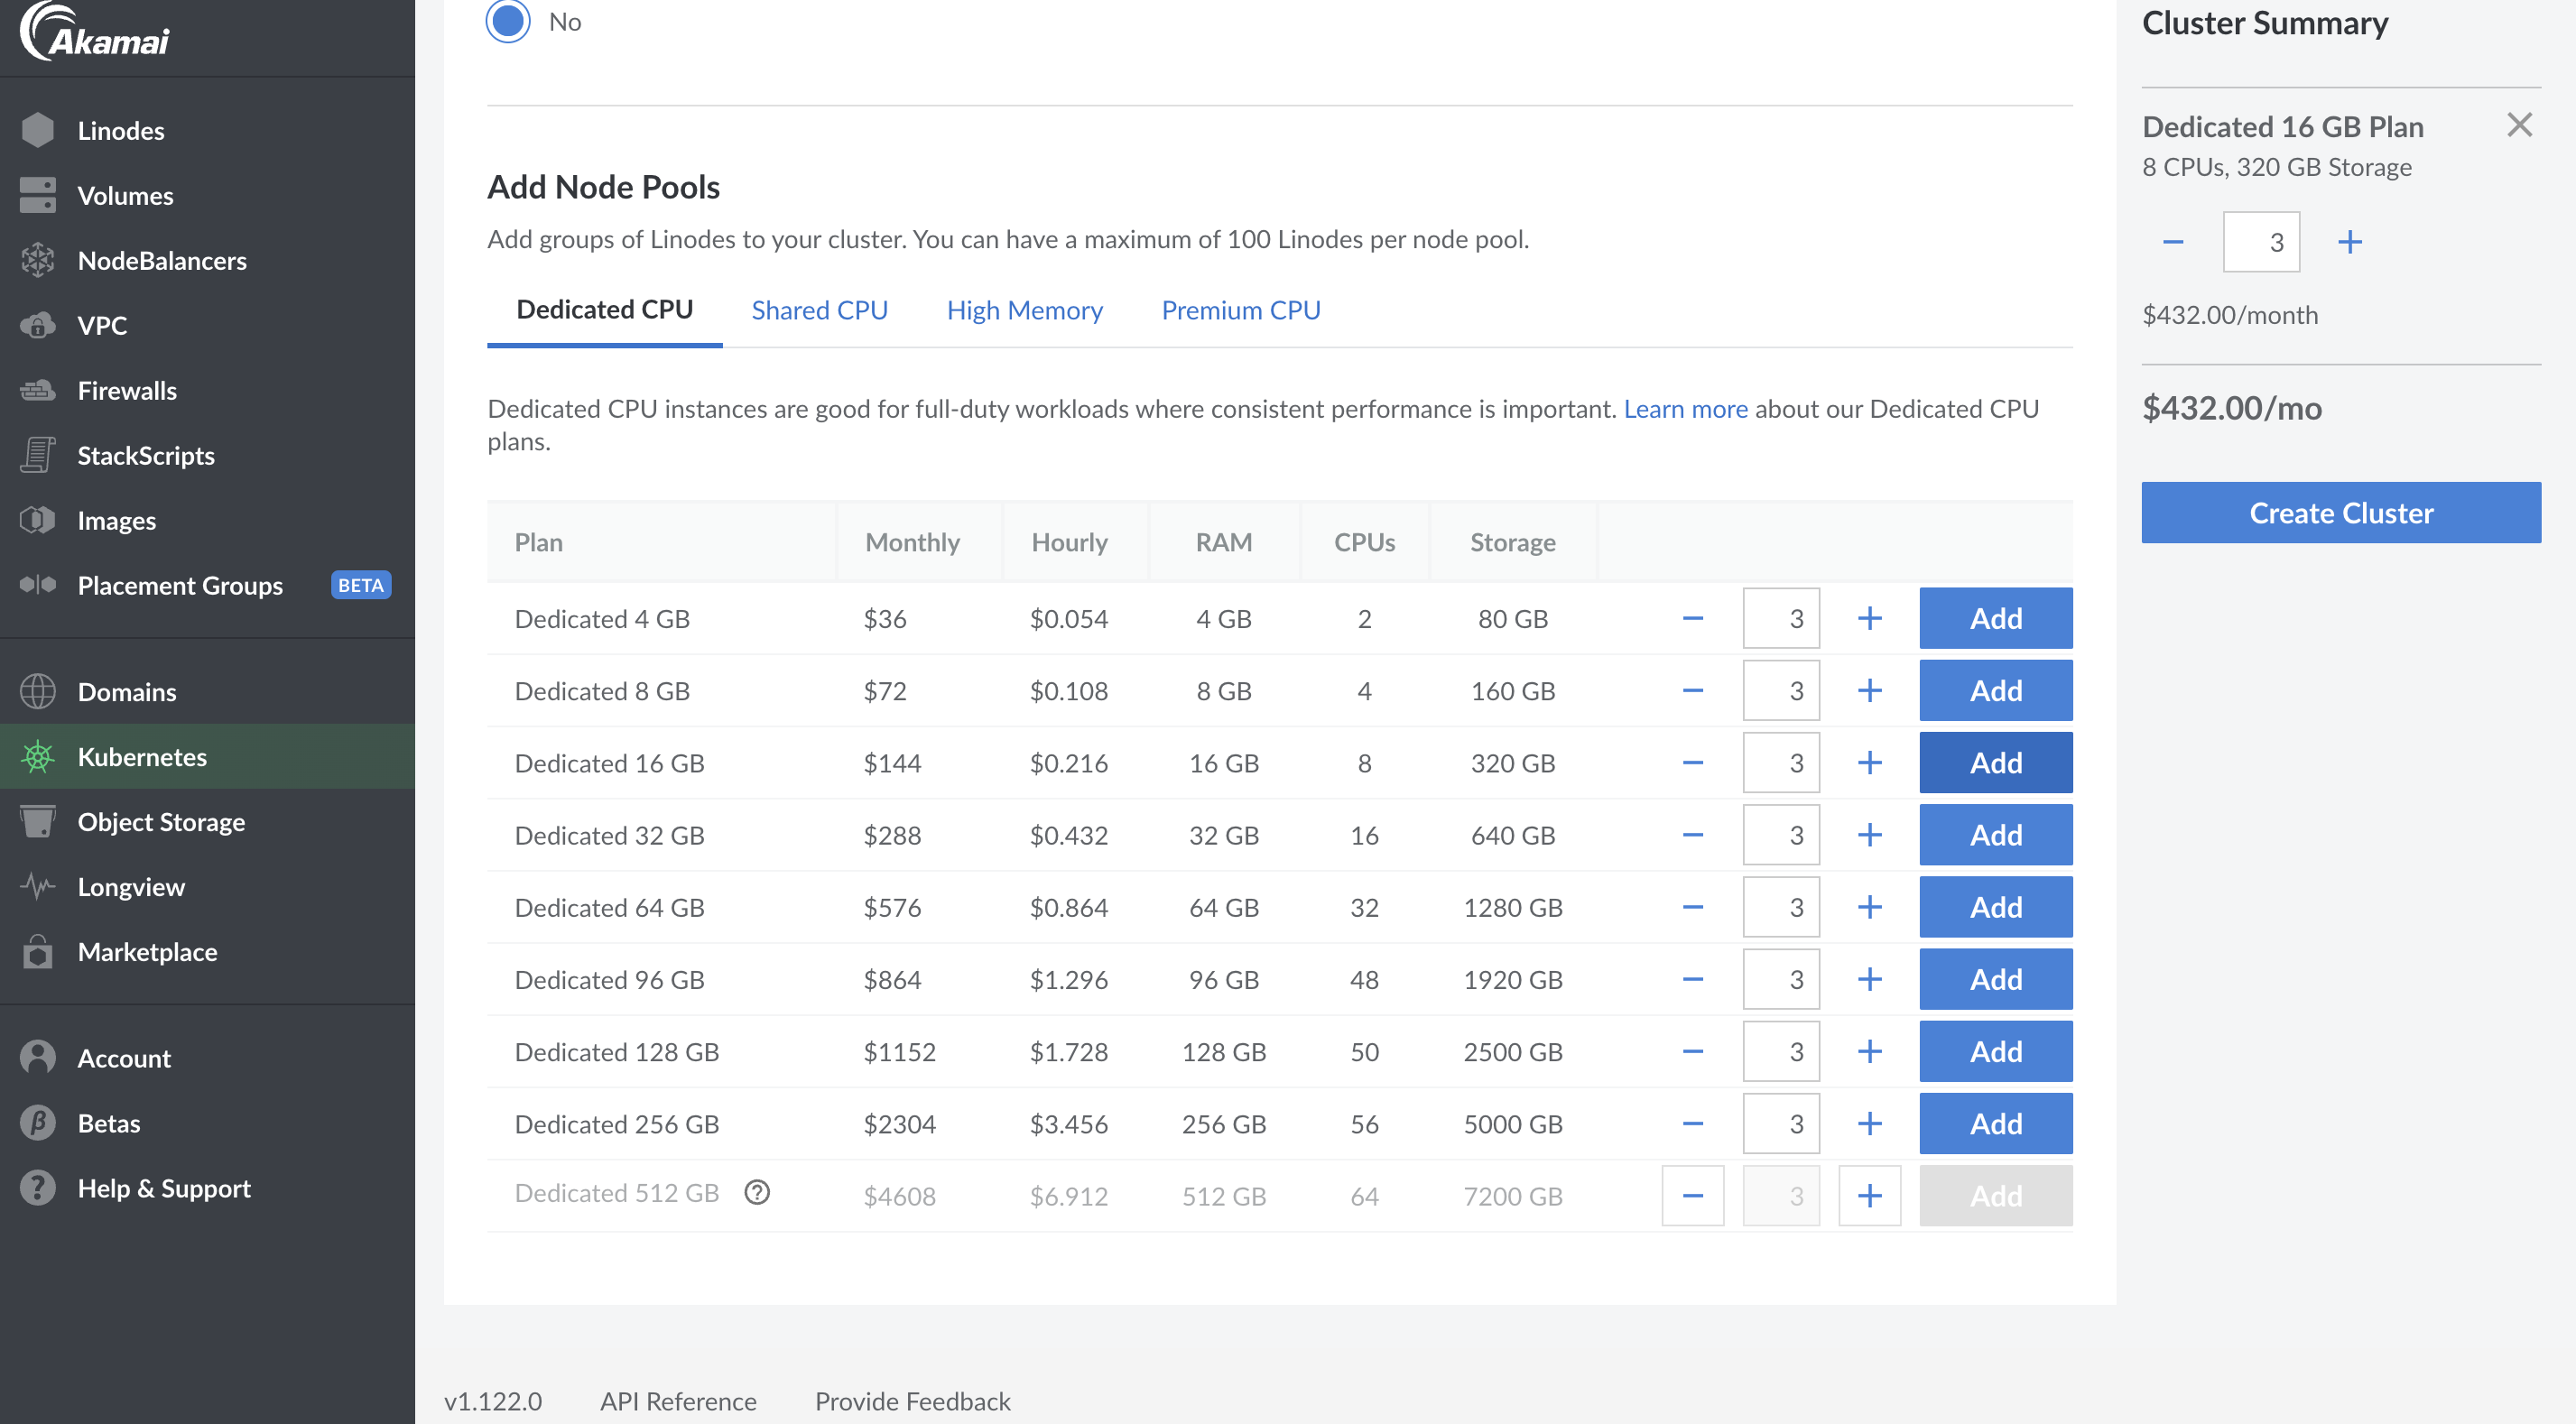 Akamai
Linodes
Volumes
NodeBalancers
VPC
Firewalls
StackScripts
Images
Placement Groups BETA
Domains
Kubernetes
Object Storage
Longview
Marketplace
Account
Betas
Help & Support
No
Add Node Pools
Add groups of Linodes to your cluster. You can have a maximum of 100 Linodes per node pool.
Dedicated CPU Shared CPU High Memory Premium CPU
Dedicated CPU instances are good for full-duty workloads where consistent performance is important. Learn more about our Dedicated CPU
plans.
Plan Monthly Hourly RAM CPUs Storage
Dedicated 4 GB $36 $0.054 4 GB 2 80 GB 3 Add
Dedicated 8 GB $72 $0.108 8 GB 4 160 GB 3 Add
Dedicated 16 GB $144 $0.216 16 GB 8 320 GB 3 Add
Dedicated 32 GB $288 $0.432 32 GB 16 640 GB 3 Add
Dedicated 64 GB $576 $0.864 64 GB 32 1280 GB 3 Add
Dedicated 96 GB $864 $1.296 96 GB 48 1920 GB 3 Add
Dedicated 128 GB $1152 $1.728 128 GB 50 2500 GB 3 Add
Dedicated 256 GB $2304 $3.456 256 GB 56 5000 GB 3 Add
Dedicated 512 GB $4608 $6.912 512 GB 64 7200 GB 3 Add
Cluster Summary
Dedicated 16 GB Plan
8 CPUs, 320 GB Storage
3
$432.00/month
$432.00/mo
Create Cluster
v1.122.0 API Reference Provide Feedback